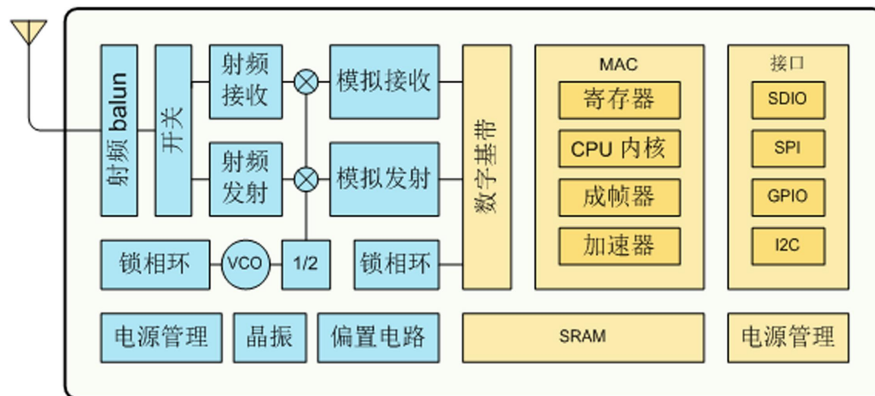 射频 balun
开关
射频
接收
模拟接收
射频
发射
模拟发射
锁相环
VCO
1/2
锁相环
数字基带
MAC
寄存器
CPU 内核
成帧器
加速器
接口
SDIO
SPI
GPIO
I2C
电源管理
晶振
偏置电路
SRAM
电源管理